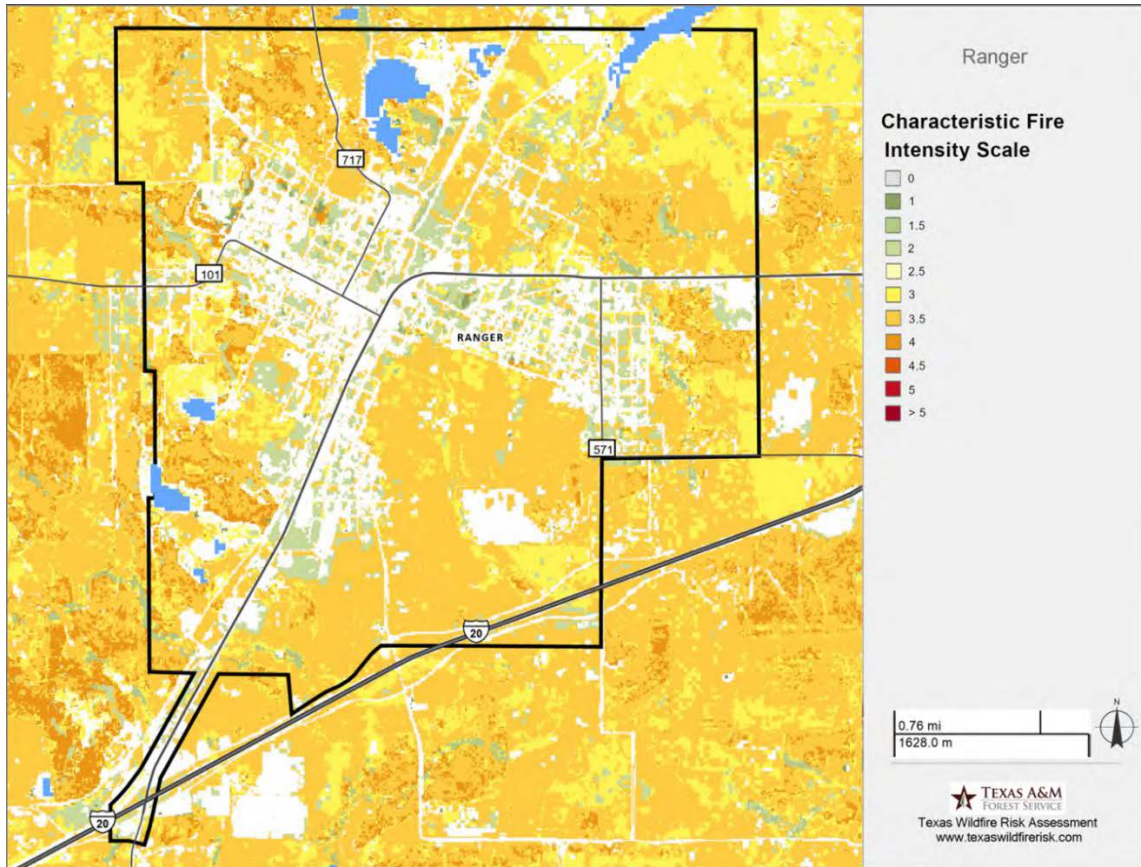 717
101
RANGER
571
20
20
Ranger
Characteristic Fire
Intensity Scale
0
1
1.5
2
2.5
3
3.5
4
4.5
5
> 5
0.76 mi
1628.0 m
N
TEXAS A&M
FOREST SERVICE
Texas Wildfire Risk Assessment
www.texaswildfirerisk.com